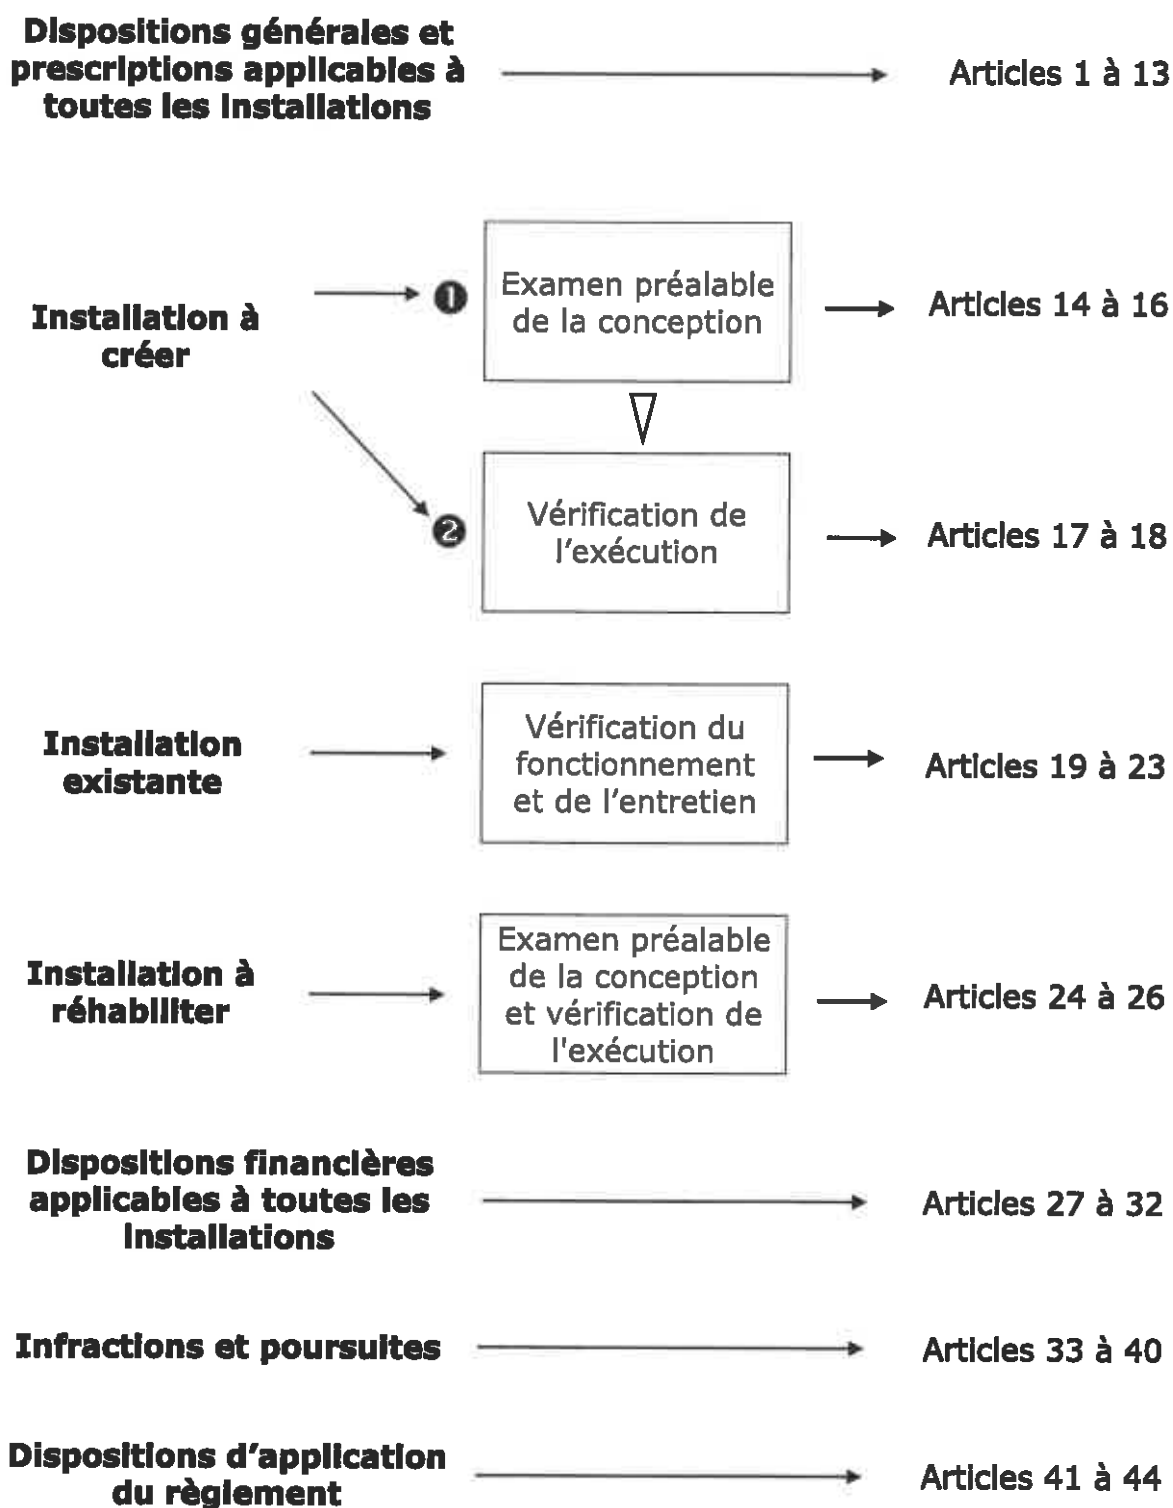 Dispositions générales et
prescriptions applicables à
toutes les installations
Articles 1 à 13
Installation à
créer
❶
Examen préalable
de la conception
Articles 14 à 16
❷
Vérification de
l'exécution
Articles 17 à 18
Installation
existante
Vérification du
fonctionnement
et de l'entretien
Articles 19 à 23
Installation à
réhabiliter
Examen préalable
de la conception
et vérification de
l'exécution
Articles 24 à 26
Dispositions financières
applicables à toutes les
installations
Articles 27 à 32
Infractions et poursuites
Articles 33 à 40
Dispositions d'application
du règlement
Articles 41 à 44